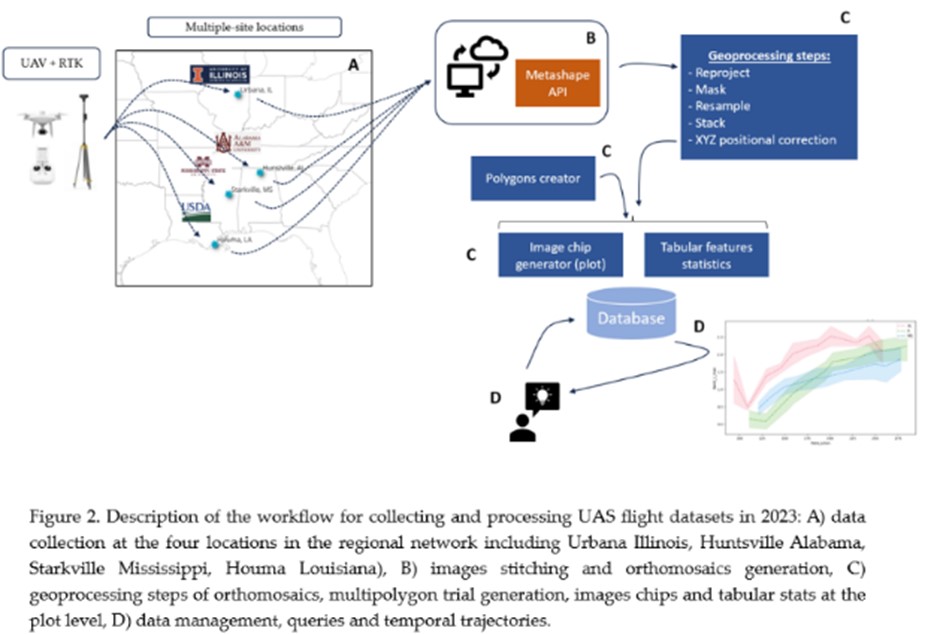 Multiple-site locations
UAV + RTK
A
UNIVERSITY OF
ILLINOIS
Urbana, IL
ALABAMA
A&M
UNIVERSITY
Huntsville, AL
MISSISSIPPI STATE
Starkville, MS
USDA
Houma, LA
B
Metashape
API
C
Geoprocessing steps:
- Reproject
- Mask
- Resample
- Stack
- XYZ positional correction
C
Polygons creator
C
Image chip
generator (plot)
Tabular features
statistics
Database
D
D
Figure 2. Description of the workflow for collecting and processing UAS flight datasets in 2023: A) data
collection at the four locations in the regional network including Urbana Illinois, Huntsville Alabama,
Starkville Mississippi, Houma Louisiana), B) images stitching and orthomosaics generation, C)
geoprocessing steps of orthomosaics, multipolygon trial generation, images chips and tabular stats at the
plot level, D) data management, queries and temporal trajectories.